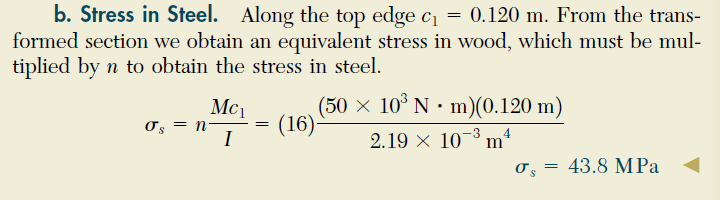 b. Stress in Steel. Along the top edge c₁ = 0.120 m. From the trans-
formed section we obtain an equivalent stress in wood, which must be mul-
tiplied by n to obtain the stress in steel.
σₛ = n Mc₁/I = (16) (50 × 10³ N · m)(0.120 m)/2.19 × 10⁻³ m⁴
σₛ = 43.8 MPa ◀